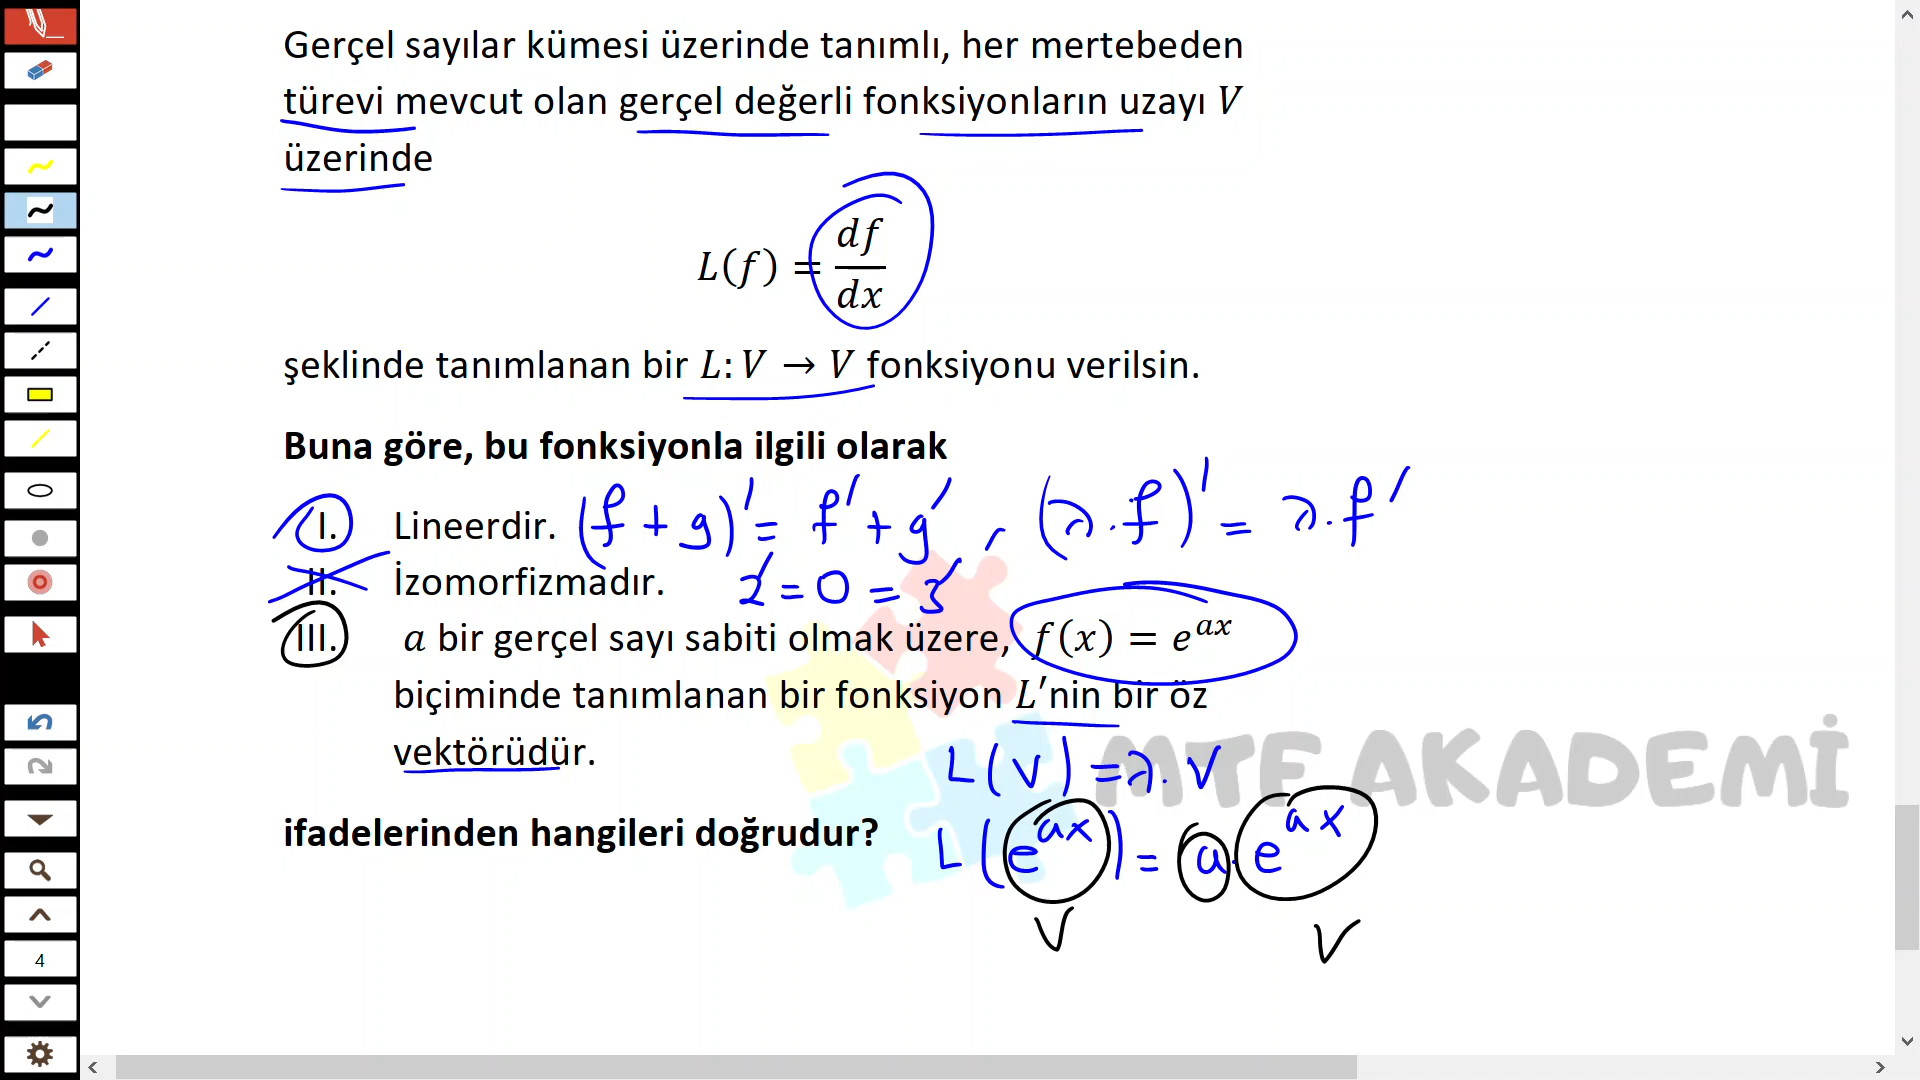 Gerçel sayılar kümesi üzerinde tanımlı, her mertebeden
türevi mevcut olan gerçel değerli fonksiyonların uzayı V
üzerinde
L(f) = df/dx
şeklinde tanımlanan bir L: V → V fonksiyonu verilsin.
Buna göre, bu fonksiyonla ilgili olarak
I. Lineerdir. (f + g)' = f' + g' , (λ.f)' = λ.f'
II. İzomorfizmadır. 2' = 0 = 3'
III. a bir gerçel sayı sabiti olmak üzere, f(x) = e^{ax}
biçiminde tanımlanan bir fonksiyon L'nin bir öz
vektörüdür.
L(V) = λ.V
MTF AKADEMİ
ifadelerinden hangileri doğrudur?
L(e^{ax}) = a.e^{ax}
V V
4